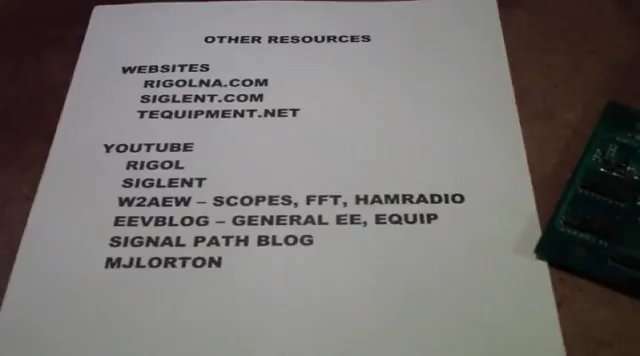 OTHER RESOURCES
WEBSITES
RIGOLNA.COM
SIGLENT.COM
TEQUIPMENT.NET
YOUTUBE
RIGOL
SIGLENT
W2AEW – SCOPES, FFT, HAMRADIO
EEVBLOG – GENERAL EE, EQUIP
SIGNAL PATH BLOG
MJLORTON